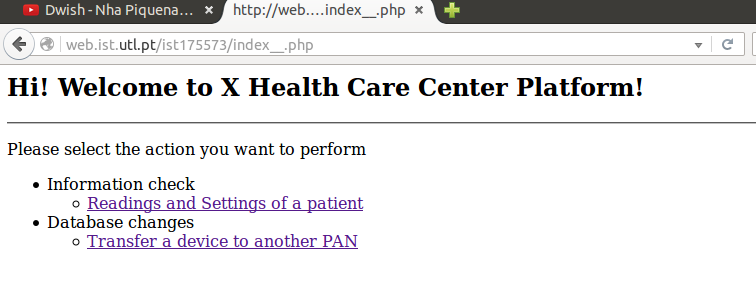 Dwish - Nha Piquena...
http://web....index__.php
web.ist.utl.pt/ist175573/index__.php
Hi! Welcome to X Health Care Center Platform!
Please select the action you want to perform
Information check
Readings and Settings of a patient
Database changes
Transfer a device to another PAN